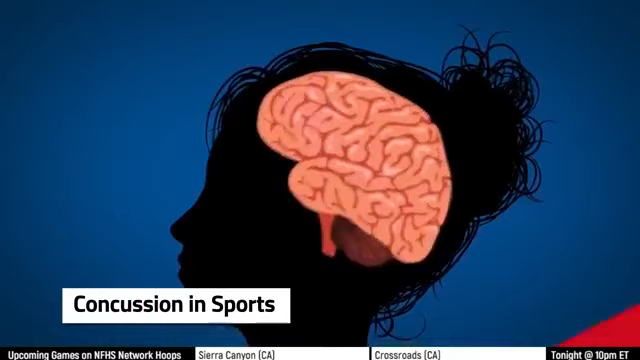 Concussion in Sports
Upcoming Games on NFHS Network Hoops
Sierra Canyon (CA)
Crossroads (CA)
Tonight @ 10pm ET